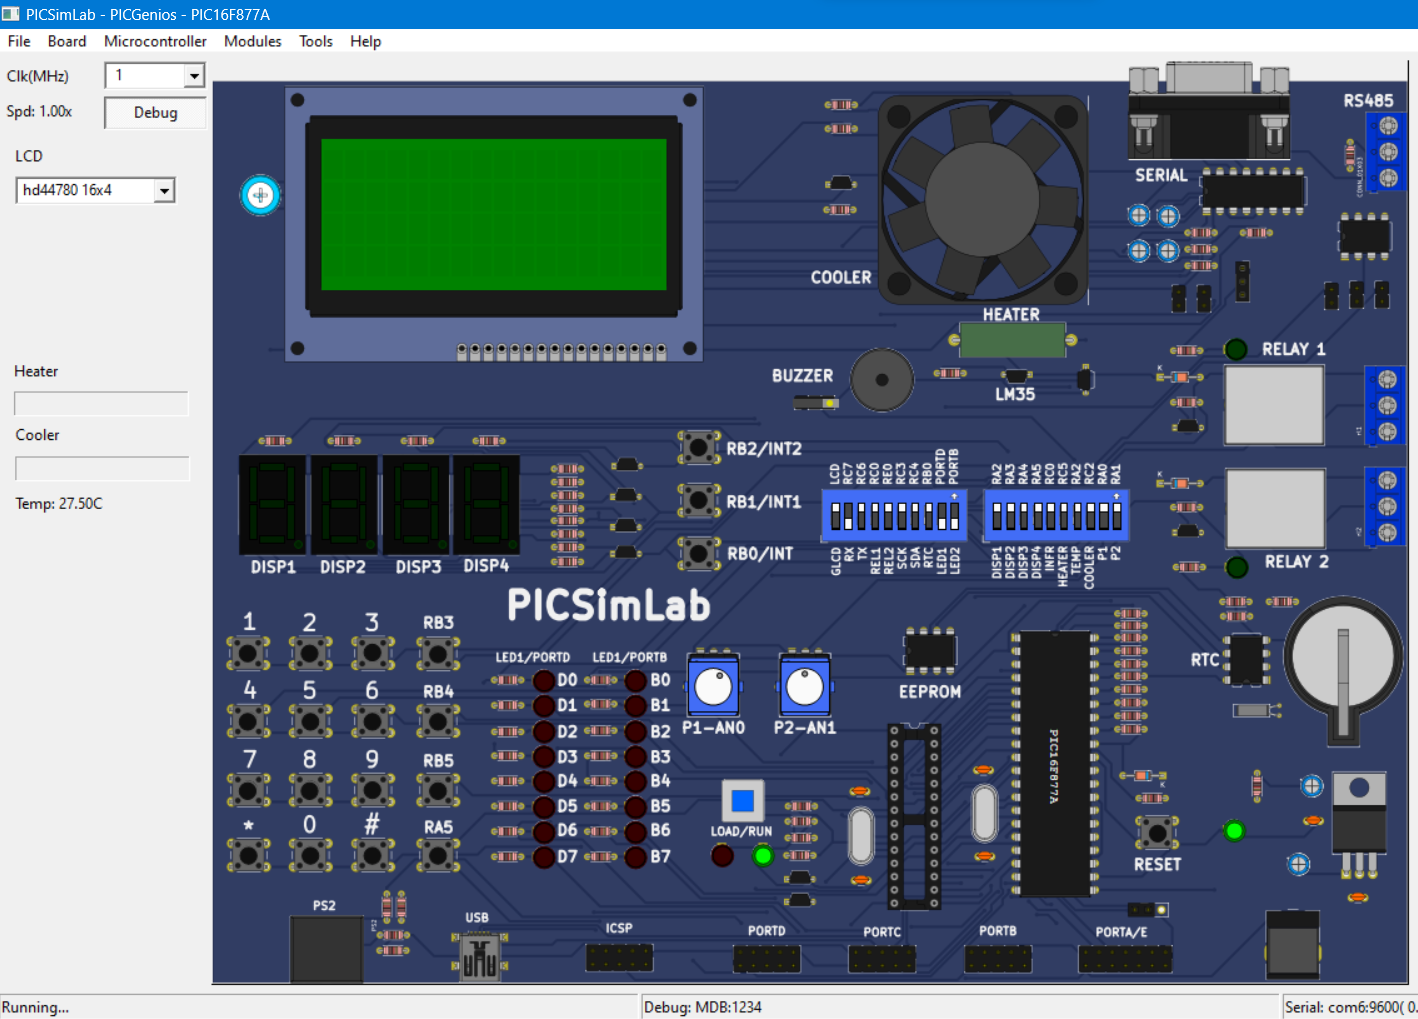 PICSimLab - PICGenios - PIC16F877A
File Board Microcontroller Modules Tools Help
Clk(MHz) 1
Spd: 1.00x Debug
LCD
hd44780 16x4
Heater
Cooler
Temp: 27.50C
RS485
SERIAL
COOLER
HEATER
BUZZER
LM35
RELAY 1
RB2/INT2
RB1/INT1
RB0/INT
LCD RC7 RC6 RC0 RE0 RC3 RC4 RB0 PORTD PORTB
GLCD RX TX REL1 REL2 SCK SDA RTC LED1 LED2
RA2 RA3 RA4 RA5 RC0 RC5 RA2 RC2 RA0 RA1
DISP1 DISP2 DISP3 DISP4 INFR HEATER TEMP COOLER P1 P2
RELAY 2
DISP1 DISP2 DISP3 DISP4
PICSimLab
1 2 3 RB3
4 5 6 RB4
7 8 9 RB5
* 0 # RA5
LED1/PORTD LED1/PORTB
D0 B0
D1 B1
D2 B2
D3 B3
D4 B4
D5 B5
D6 B6
D7 B7
P1-AN0 P2-AN1
EEPROM
RTC
PIC16F877A
LOAD/RUN
RESET
PS2
PS2
USB
ICSP
PORTD
PORTC
PORTB
PORTA/E
Running...
Debug: MDB:1234
Serial: com6:9600( 0.